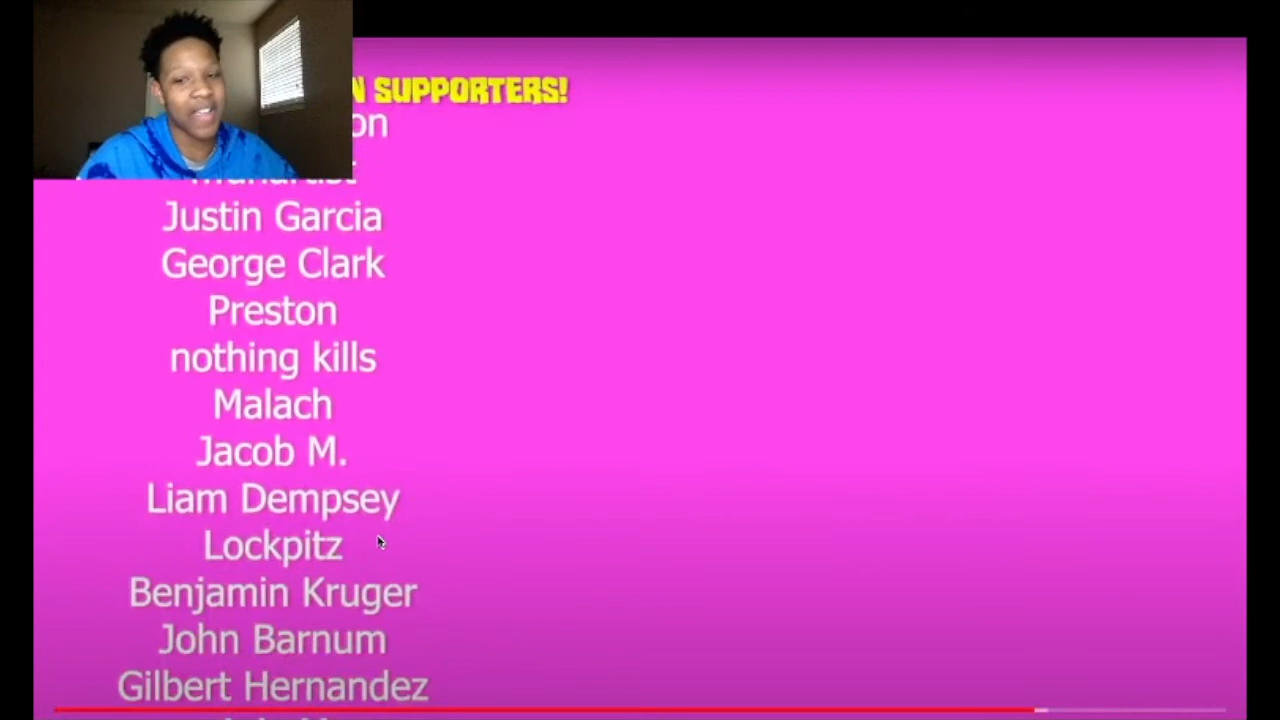 SUPPORTERS!
Justin Garcia
George Clark
Preston
nothing kills
Malach
Jacob M.
Liam Dempsey
Lockpitz
Benjamin Kruger
John Barnum
Gilbert Hernandez